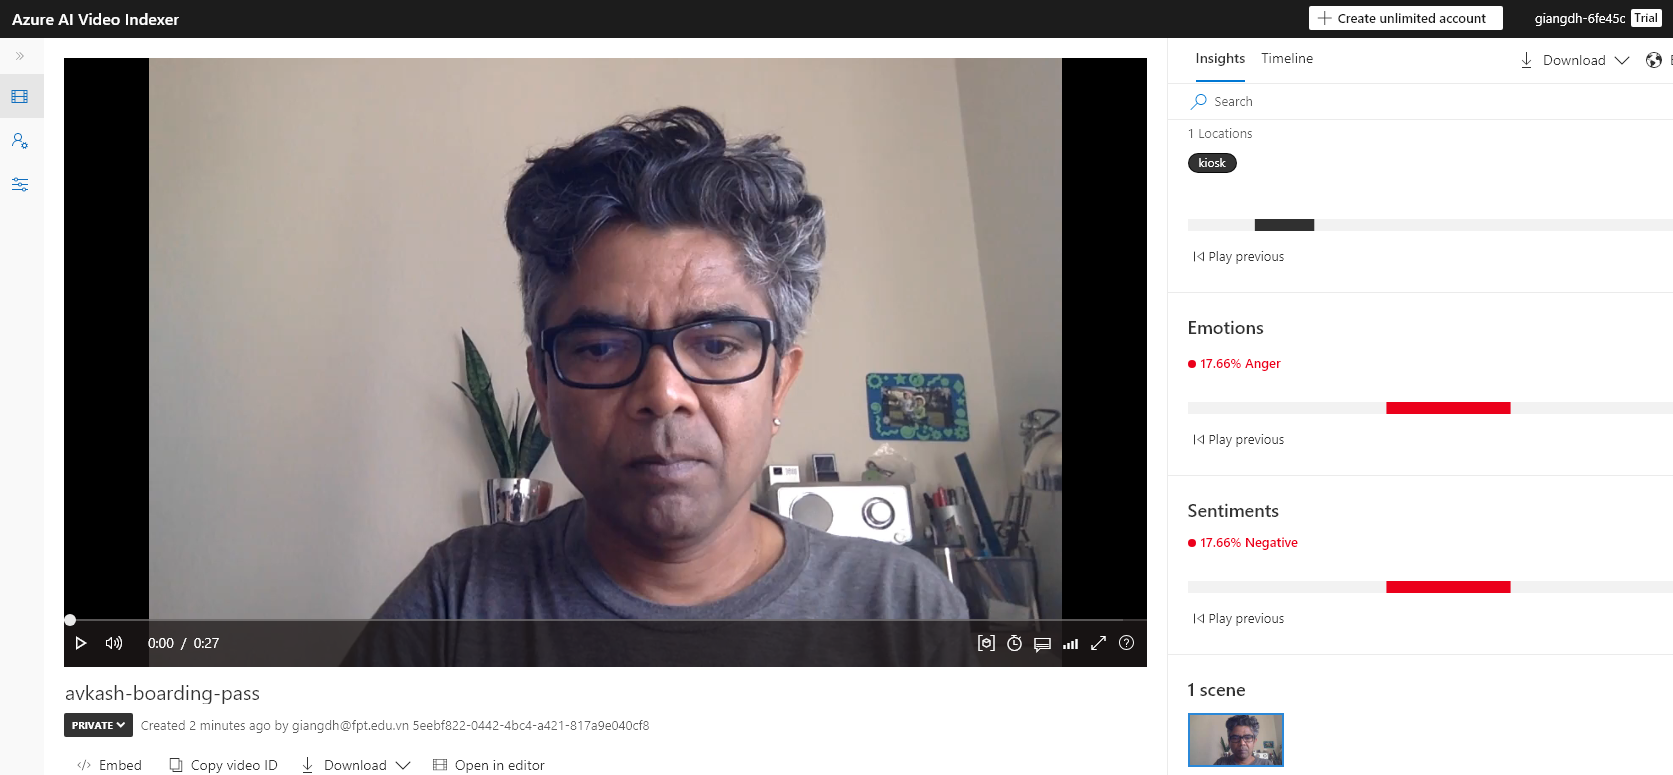 Azure AI Video Indexer
Create unlimited account
giangdh-6fe45c Trial
Insights Timeline
Download
Search
1 Locations
kiosk
Play previous
Emotions
17.66% Anger
Play previous
Sentiments
17.66% Negative
Play previous
1 scene
0:00 / 0:27
avkash-boarding-pass
PRIVATE Created 2 minutes ago by giangdh@fpt.edu.vn 5eebf822-0442-4bc4-a421-817a9e040cf8
</> Embed Copy video ID Download Open in editor